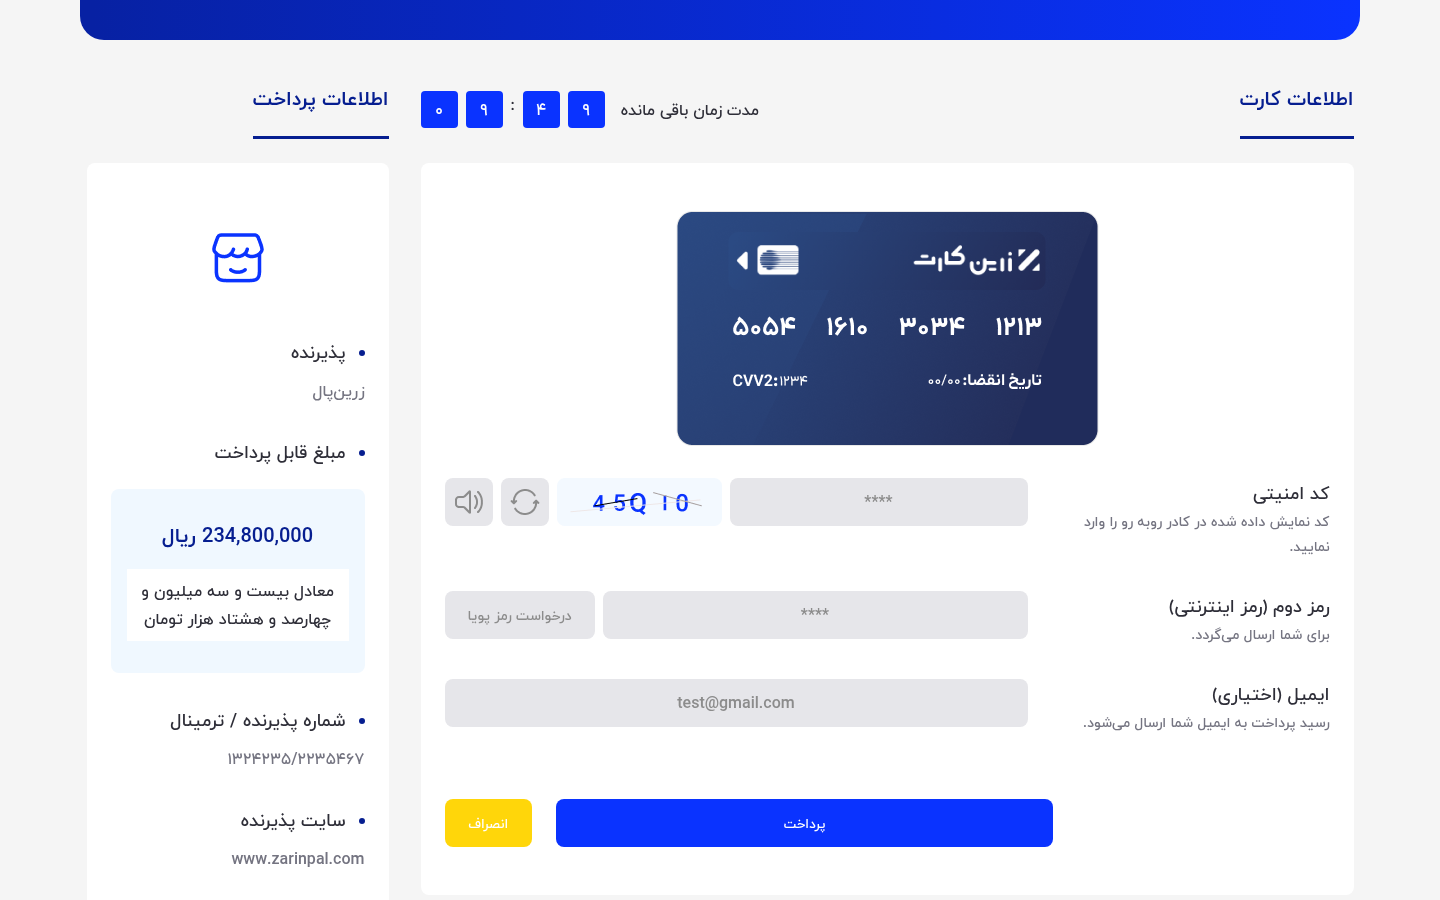 اطلاعات کارت
مدت زمان باقی مانده
۰ ۹ : ۴ ۹
زرین کارت
۵۰۵۴ ۱۶۱۰ ۳۰۳۴ ۱۲۱۳
تاریخ انقضا: ۰۰/۰۰
CVV2: ۱۲۳۴
کد امنیتی
کد نمایش داده شده در کادر روبه رو را وارد
نمایید.
****
45Q10
رمز دوم (رمز اینترنتی)
برای شما ارسال می‌گردد.
****
درخواست رمز پویا
ایمیل (اختیاری)
رسید پرداخت به ایمیل شما ارسال می‌شود.
test@gmail.com
پرداخت
انصراف
اطلاعات پرداخت
پذیرنده
زرین‌پال
مبلغ قابل پرداخت
234,800,000 ریال
معادل بیست و سه میلیون و
چهارصد و هشتاد هزار تومان
شماره پذیرنده / ترمینال
۱۳۲۴۲۳۵/۲۲۳۵۴۶۷
سایت پذیرنده
www.zarinpal.com